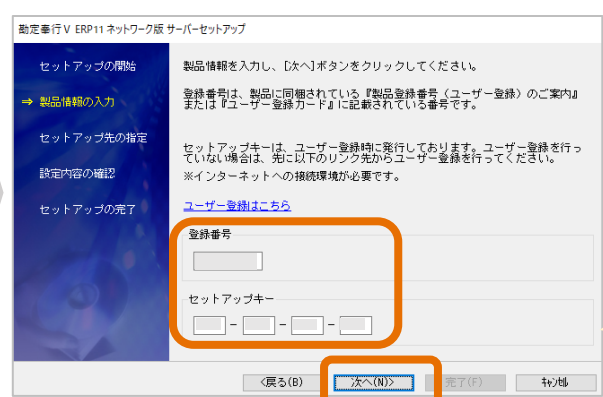 勘定奉行V ERP11 ネットワーク版 サーバーセットアップ
セットアップの開始
⇒ 製品情報の入力
セットアップ先の指定
設定内容の確認
セットアップの完了
製品情報を入力し、[次へ]ボタンをクリックしてください。
登録番号は、製品に同梱されている『製品登録番号(ユーザー登録)のご案内』
または『ユーザー登録カード』に記載されている番号です。
セットアップキーは、ユーザー登録時に発行しております。ユーザー登録を行っ
ていない場合は、先に以下のリンク先からユーザー登録を行ってください。
※インターネットへの接続環境が必要です。
ユーザー登録はこちら
登録番号
セットアップキー
- - -
<戻る(B)
次へ(N)>
完了(F)
キャンセル